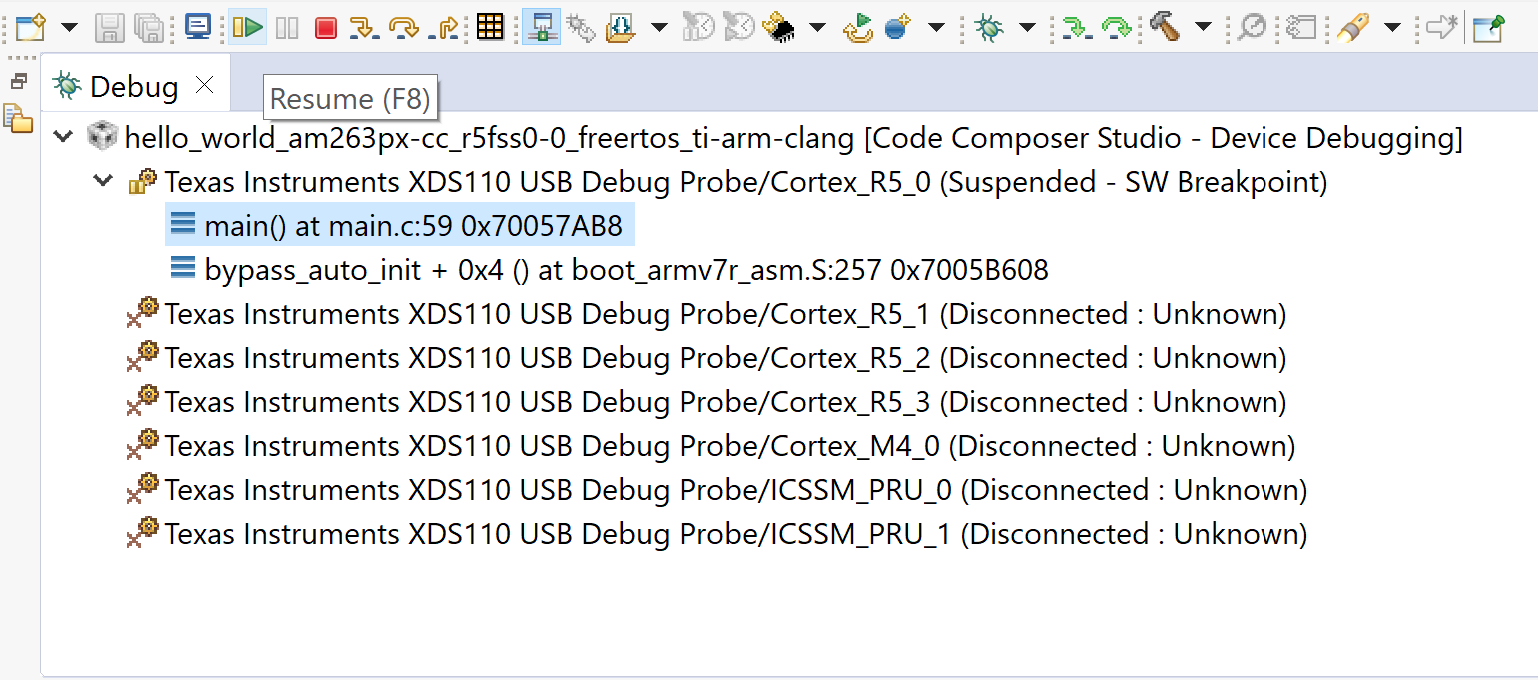 Debug
Resume (F8)
hello_world_am263px-cc_r5fss0-0_freertos_ti-arm-clang [Code Composer Studio - Device Debugging]
Texas Instruments XDS110 USB Debug Probe/Cortex_R5_0 (Suspended - SW Breakpoint)
main() at main.c:59 0x70057AB8
bypass_auto_init + 0x4 () at boot_armv7r_asm.S:257 0x7005B608
Texas Instruments XDS110 USB Debug Probe/Cortex_R5_1 (Disconnected : Unknown)
Texas Instruments XDS110 USB Debug Probe/Cortex_R5_2 (Disconnected : Unknown)
Texas Instruments XDS110 USB Debug Probe/Cortex_R5_3 (Disconnected : Unknown)
Texas Instruments XDS110 USB Debug Probe/Cortex_M4_0 (Disconnected : Unknown)
Texas Instruments XDS110 USB Debug Probe/ICSSM_PRU_0 (Disconnected : Unknown)
Texas Instruments XDS110 USB Debug Probe/ICSSM_PRU_1 (Disconnected : Unknown)